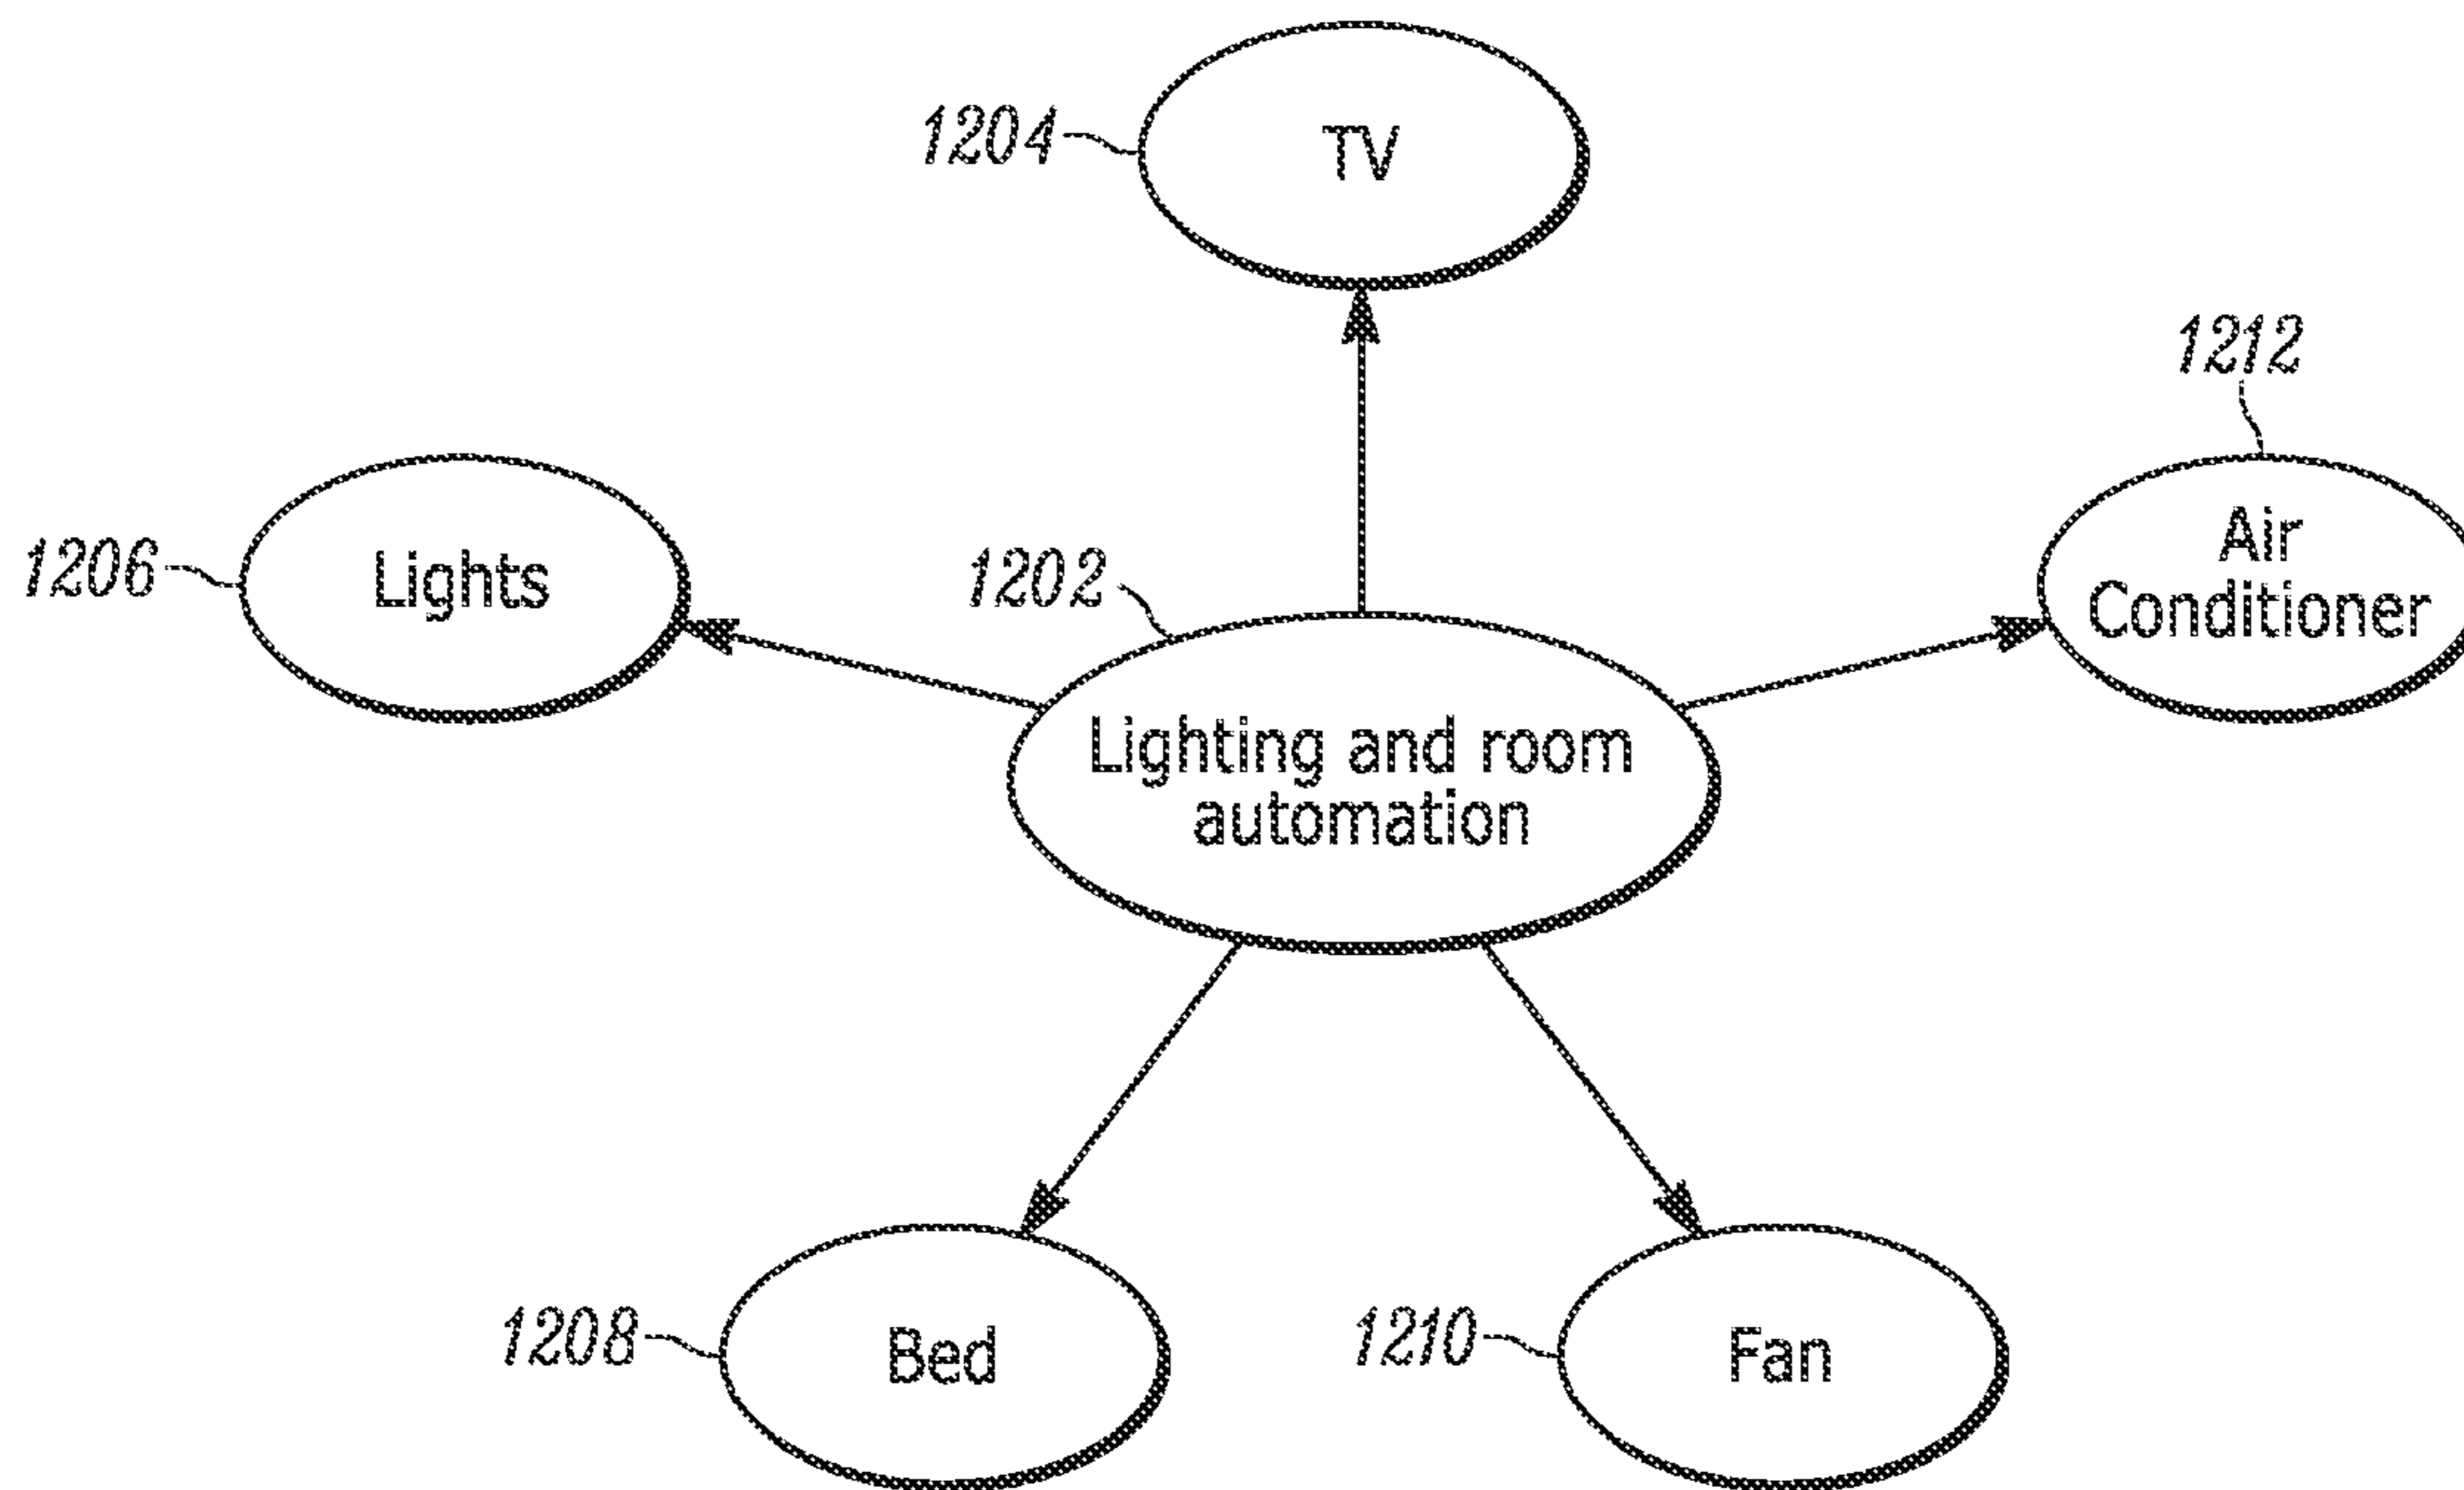 1204
TV
1212
1206
Lights
1202
Air
Conditioner
Lighting and room
automation
1208
Bed
1210
Fan